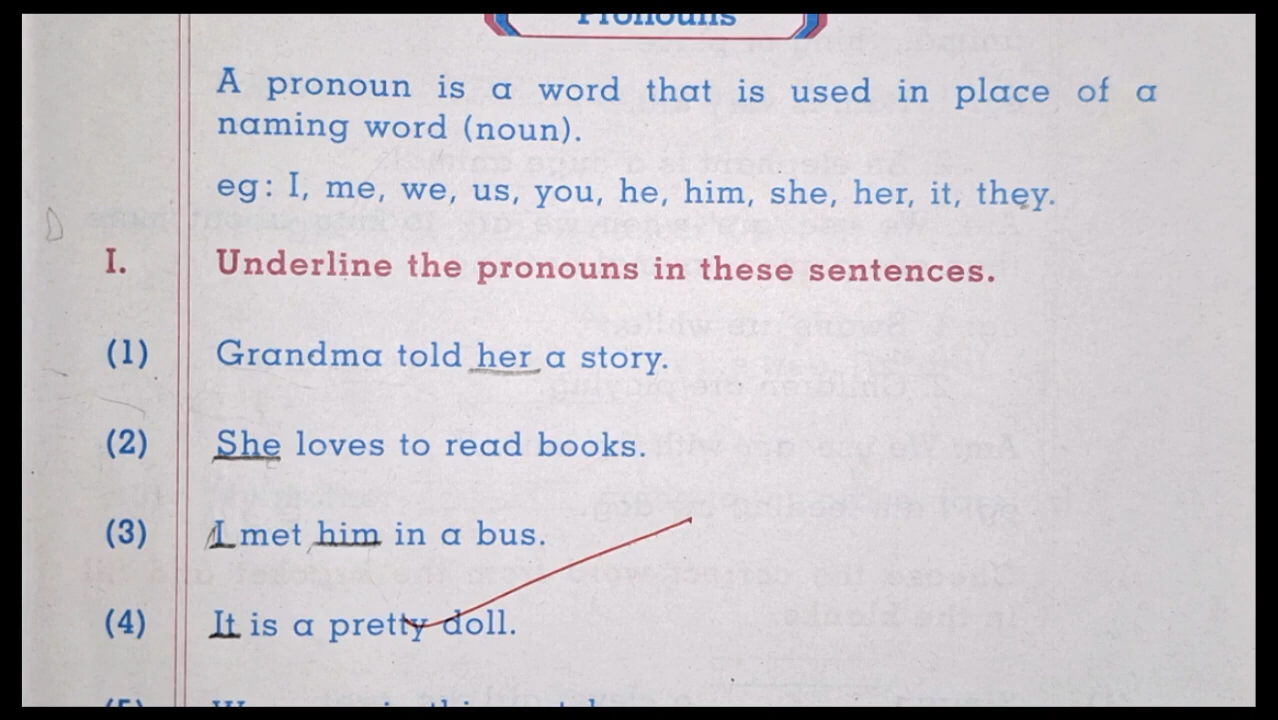 Pronouns
A pronoun is a word that is used in place of a
naming word (noun).
eg: I, me, we, us, you, he, him, she, her, it, they.
I. Underline the pronouns in these sentences.
(1) Grandma told her a story.
(2) She loves to read books.
(3) I met him in a bus.
(4) It is a pretty doll.
(5)